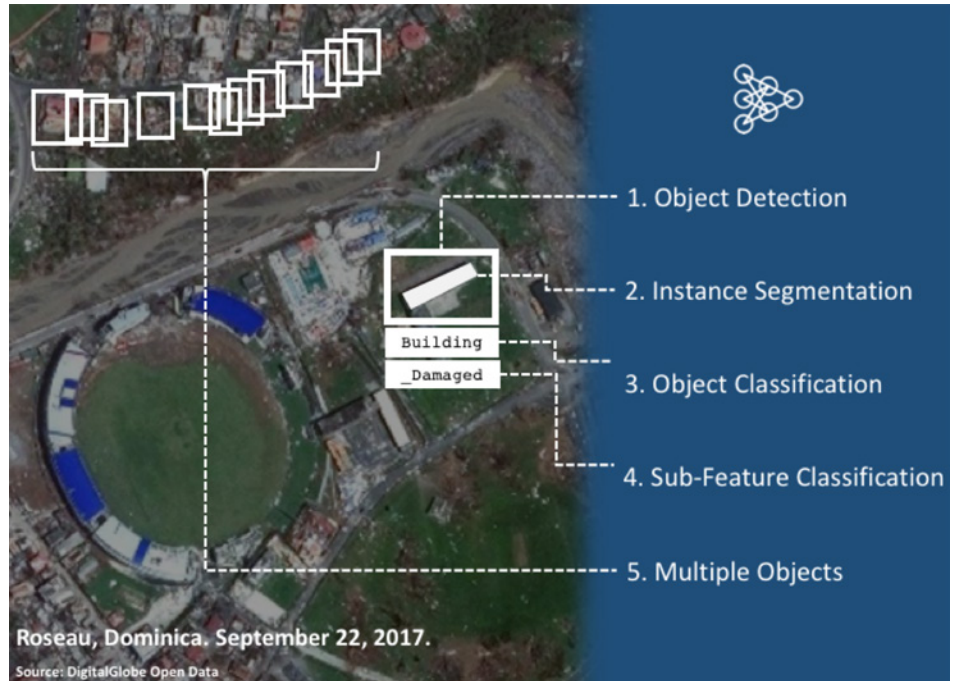 1. Object Detection
2. Instance Segmentation
Building
_Damaged
3. Object Classification
4. Sub-Feature Classification
5. Multiple Objects
Roseau, Dominica. September 22, 2017.
Source: DigitalGlobe Open Data